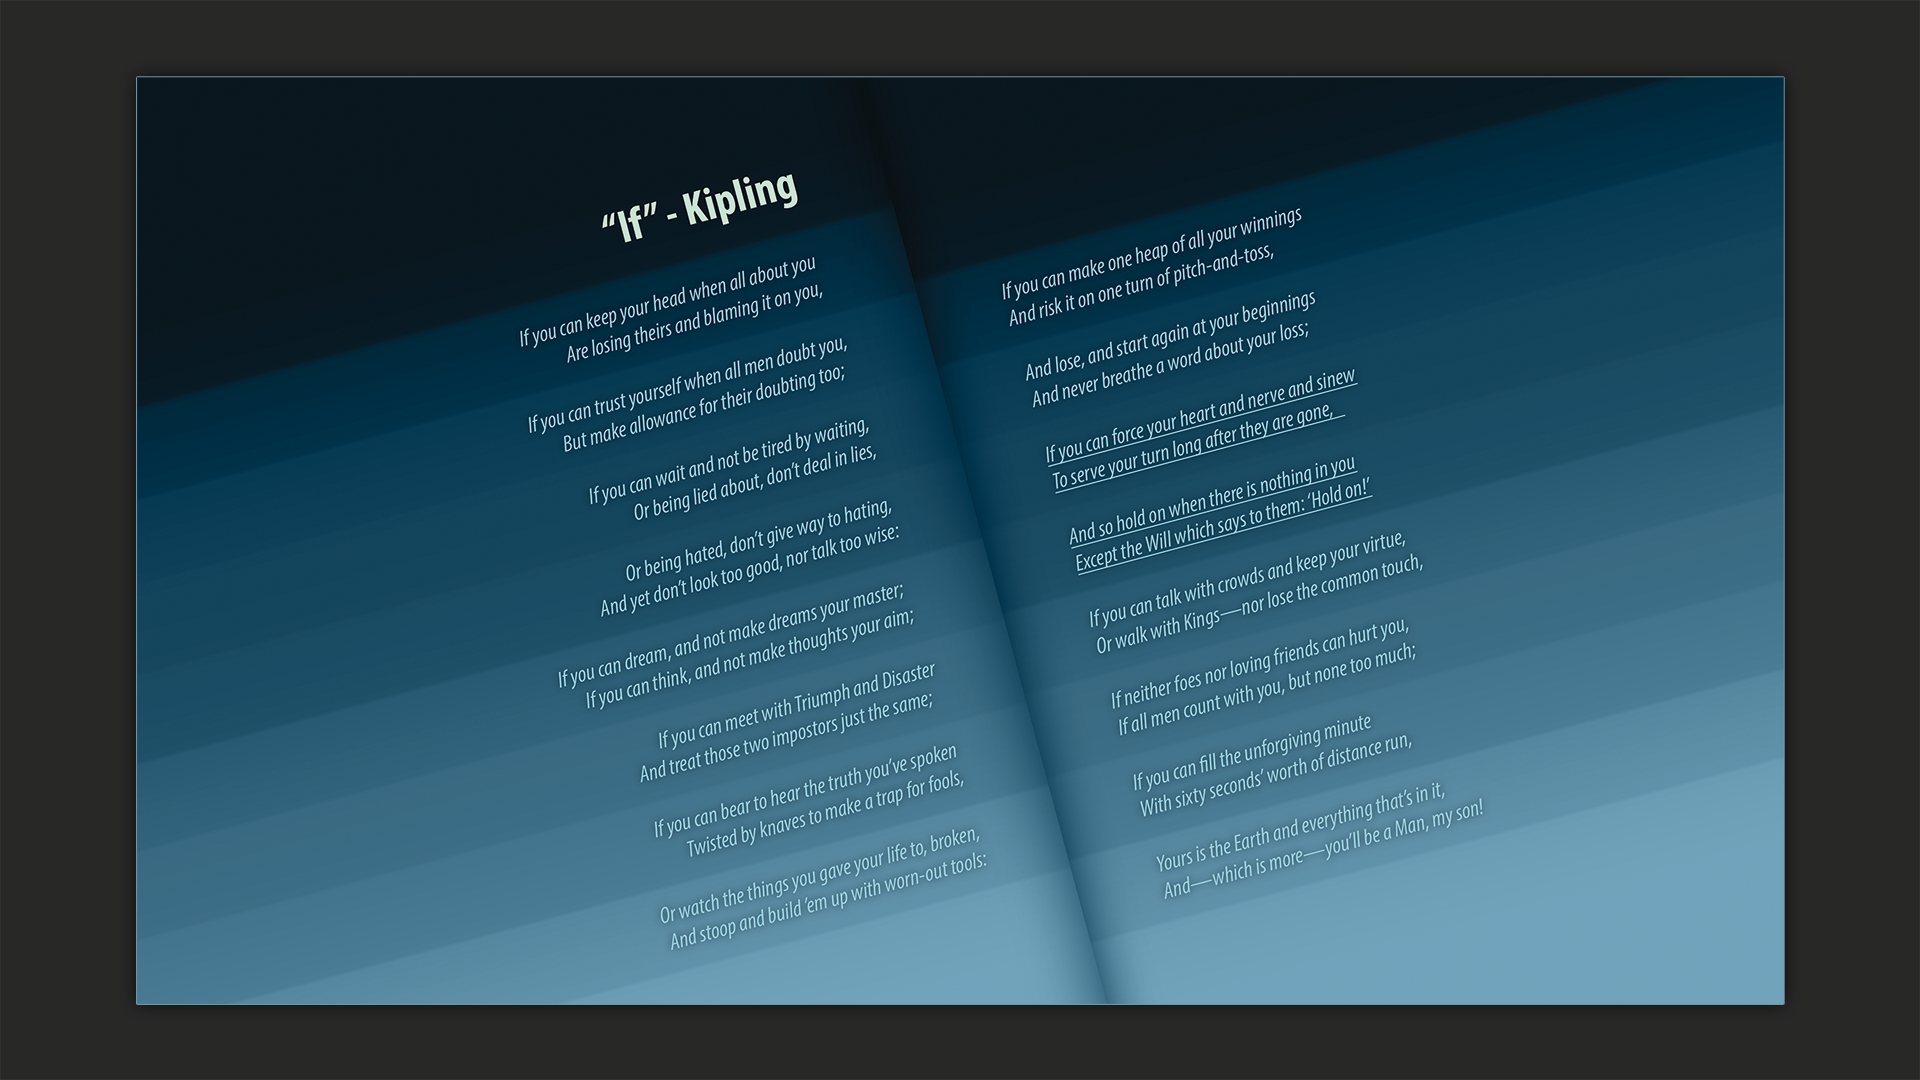 “If” - Kipling
If you can keep your head when all about you
Are losing theirs and blaming it on you,
If you can trust yourself when all men doubt you,
But make allowance for their doubting too;
If you can wait and not be tired by waiting,
Or being lied about, don’t deal in lies,
Or being hated, don’t give way to hating,
And yet don’t look too good, nor talk too wise:
If you can dream, and not make dreams your master;
If you can think, and not make thoughts your aim;
If you can meet with Triumph and Disaster
And treat those two impostors just the same;
If you can bear to hear the truth you’ve spoken
Twisted by knaves to make a trap for fools,
Or watch the things you gave your life to, broken,
And stoop and build ’em up with worn-out tools:
If you can make one heap of all your winnings
And risk it on one turn of pitch-and-toss,
And lose, and start again at your beginnings
And never breathe a word about your loss;
If you can force your heart and nerve and sinew
To serve your turn long after they are gone,
And so hold on when there is nothing in you
Except the Will which says to them: ‘Hold on!’
If you can talk with crowds and keep your virtue,
Or walk with Kings—nor lose the common touch,
If neither foes nor loving friends can hurt you,
If all men count with you, but none too much;
If you can fill the unforgiving minute
With sixty seconds’ worth of distance run,
Yours is the Earth and everything that’s in it,
And—which is more—you’ll be a Man, my son!